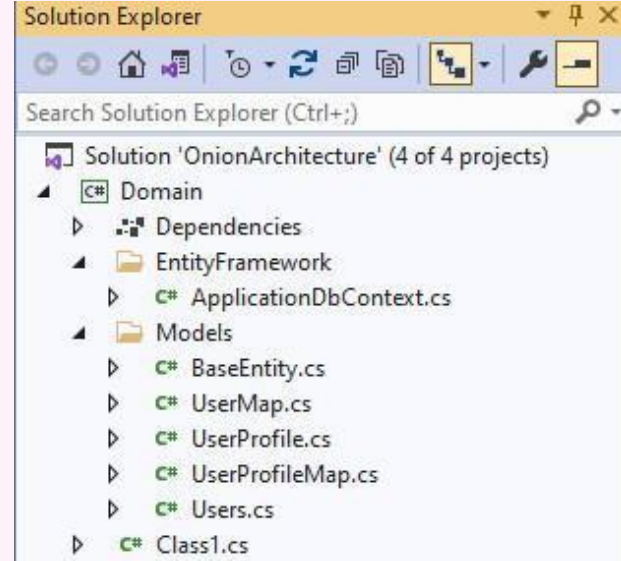 Solution Explorer
Search Solution Explorer (Ctrl+;)
Solution 'OnionArchitecture' (4 of 4 projects)
C# Domain
Dependencies
EntityFramework
C# ApplicationDbContext.cs
Models
C# BaseEntity.cs
C# UserMap.cs
C# UserProfile.cs
C# UserProfileMap.cs
C# Users.cs
C# Class1.cs